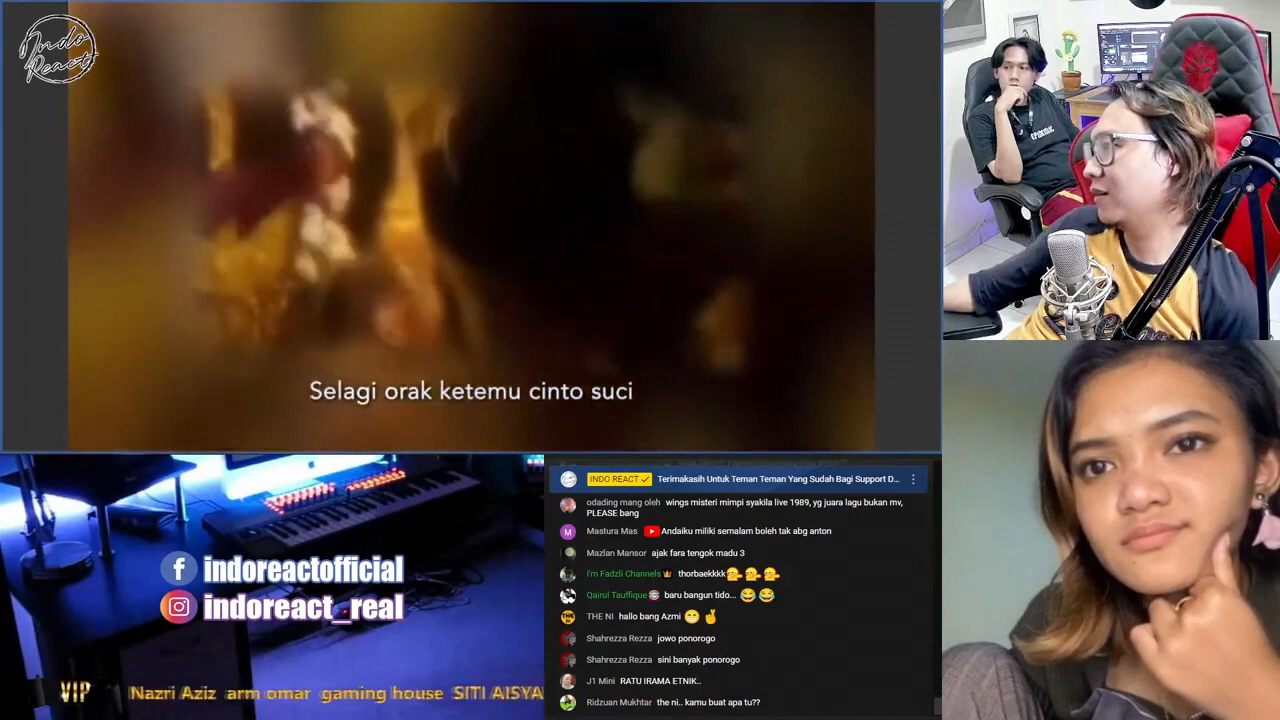 Indo
React
Selagi orak ketemu cinto suci
indoreactofficial
indoreact_real
VIP
Nazri Aziz arm omar gaming house SITI AISYA
INDO REACT Terimakasih Untuk Teman Teman Yang Sudah Bagi Support D...
odading mang oleh wings misteri mimpi syakila live 1989, yg juara lagu bukan mv,
PLEASE bang
M Mastura Mas Andaiku miliki semalam boleh tak abg anton
Mazlan Mansor ajak fara tengok madu 3
I'm Fadzli Channels thorbaekkkk
Qairul Tauffique baru bangun tido...
THE NI hallo bang Azmi
Shahrezza Rezza jowo ponorogo
Shahrezza Rezza sini banyak ponorogo
J1 Mini RATU IRAMA ETNIK..
Ridzuan Mukhtar the ni.. kamu buat apa tu??